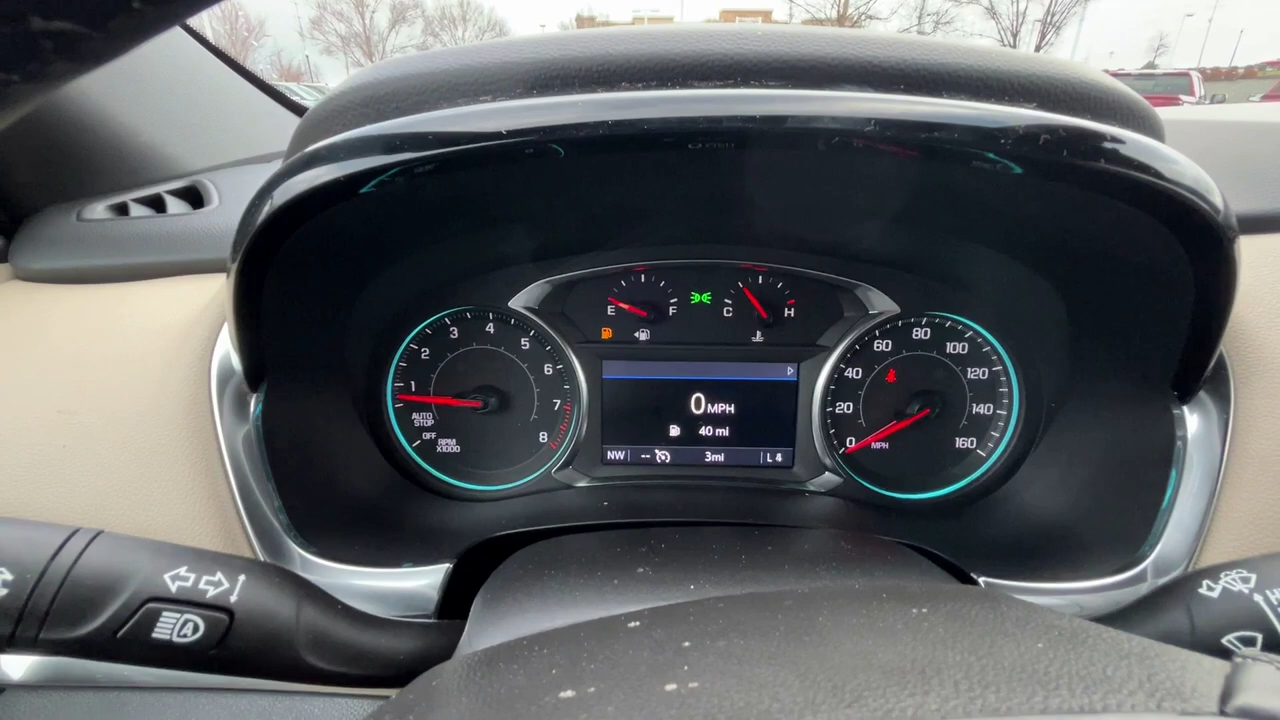 E F
C H
1 2 3 4 5 6 7 8
AUTO
STOP
OFF
RPM
X1000
0 MPH
40 mi
NW -- 3mi L 4
0 20 40 60 80 100 120 140 160
MPH
A